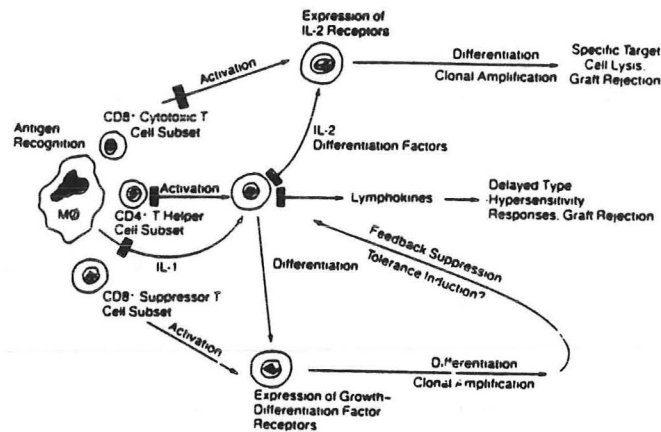 Expression of
IL-2 Receptors
Activation
Differentiation
Clonal Amplification
Specific Target
Cell Lysis.
Graft Rejection
Antigen
Recognition
CD8+ Cytotoxic T
Cell Subset
IL-2
Differentiation Factors
MØ
Activation
CD4+ T Helper
Cell Subset
Lymphokines
Delayed Type
Hypersensitivity
Responses. Graft Rejection
IL-1
Differentiation
Feedback Suppression
Tolerance Induction?
CD8+ Suppressor T
Cell Subset
Activation
Differentiation
Clonal Amplification
Expression of Growth-
Differentiation Factor
Receptors